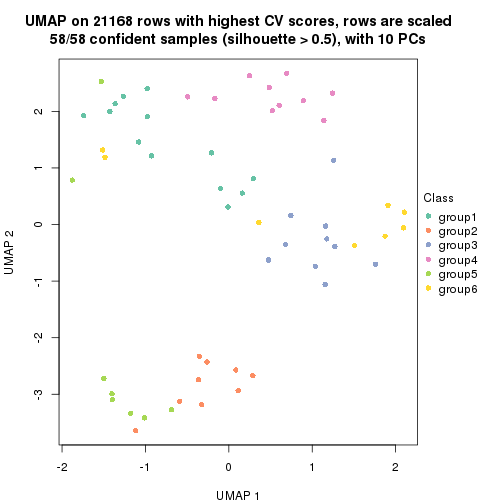 UMAP on 21168 rows with highest CV scores, rows are scaled
58/58 confident samples (silhouette > 0.5), with 10 PCs
2
1
0
-1
-2
-3
UMAP 2
-2
-1
0
1
2
UMAP 1
Class
group1
group2
group3
group4
group5
group6